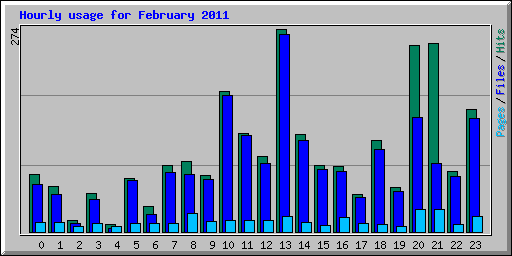 Hourly usage for February 2011
274
Pages / Files / Hits
0 1 2 3 4 5 6 7 8 9 10 11 12 13 14 15 16 17 18 19 20 21 22 23